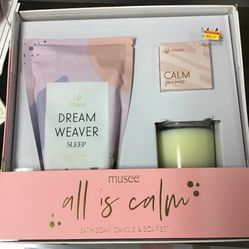 musee
DREAM
WEAVER
SLEEP
musee
CALM
musee
all is calm
BATH SOAK, CANDLE & SOAP SET